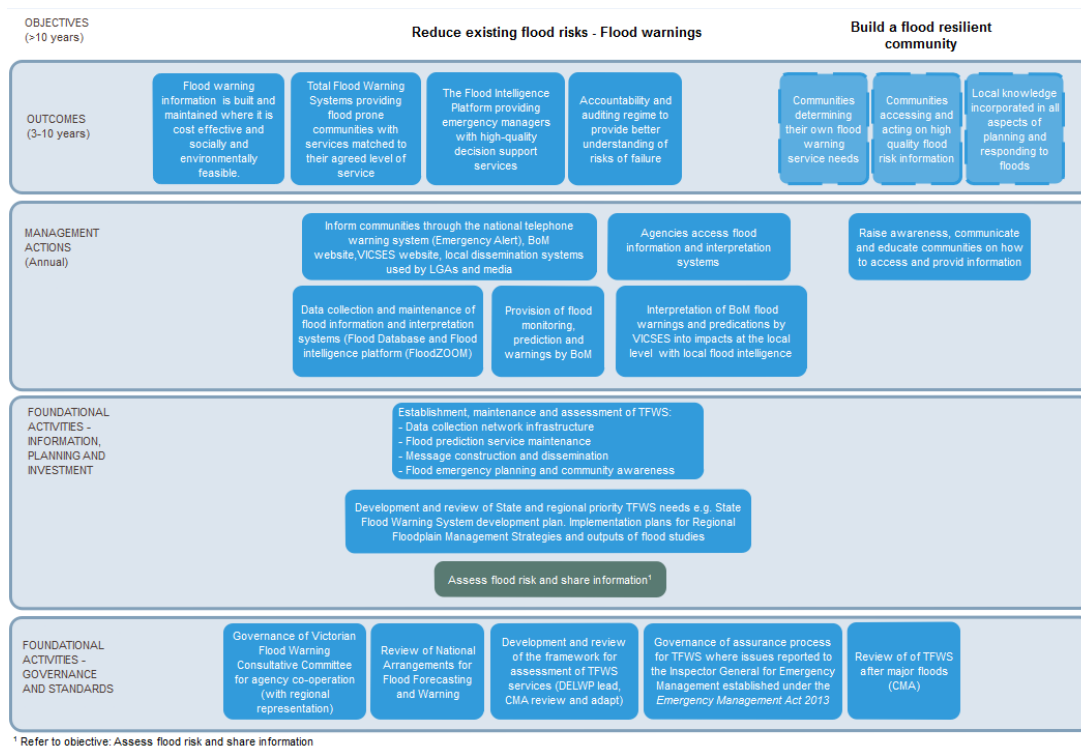 OBJECTIVES
(>10 years)
Reduce existing flood risks - Flood warnings
Build a flood resilient
community
OUTCOMES
(3-10 years)
Flood warning
information is built and
maintained where it is
cost effective and
socially and
environmentally
feasible.
Total Flood Warning
Systems providing
flood prone
communities with
services matched to
their agreed level of
service
The Flood Intelligence
Platform providing
emergency managers
with high-quality
decision support
services
Accountability and
auditing regime to
provide better
understanding of
risks of failure
Communities
determining
their own flood
warning
service needs
Communities
accessing and
acting on high
quality flood
risk information
Local knowledge
incorporated in all
aspects of
planning and
responding to
floods
MANAGEMENT
ACTIONS
(Annual)
Inform communities through the national telephone
warning system (Emergency Alert), BoM
website,VICSES website, local dissemination systems
used by LGAs and media
Agencies access flood
information and interpretation
systems
Raise awareness, communicate
and educate communities on how
to access and provid information
Data collection and maintenance of
flood information and interpretation
systems (Flood Database and Flood
intelligence platform (FloodZOOM)
Provision of flood
monitoring,
prediction and
warnings by BoM
Interpretation of BoM flood
warnings and predications by
VICSES into impacts at the local
level with local flood intelligence
FOUNDATIONAL
ACTIVITIES -
INFORMATION,
PLANNING AND
INVESTMENT
Establishment, maintenance and assessment of TFWS:
- Data collection network infrastructure
- Flood prediction service maintenance
- Message construction and dissemination
- Flood emergency planning and community awareness
Development and review of State and regional priority TFWS needs e.g. State
Flood Warning System development plan. Implementation plans for Regional
Floodplain Management Strategies and outputs of flood studies
Assess flood risk and share information¹
FOUNDATIONAL
ACTIVITIES -
GOVERNANCE
AND STANDARDS
Governance of Victorian
Flood Warning
Consultative Committee
for agency co-operation
(with regional
representation)
Review of National
Arrangements for
Flood Forecasting
and Warning
Development and review
of the framework for
assessment of TFWS
services (DELWP lead,
CMA review and adapt)
Governance of assurance process
for TFWS where issues reported to
the Inspector General for Emergency
Management established under the
Emergency Management Act 2013
Review of of TFWS
after major floods
(CMA)
¹ Refer to objective: Assess flood risk and share information